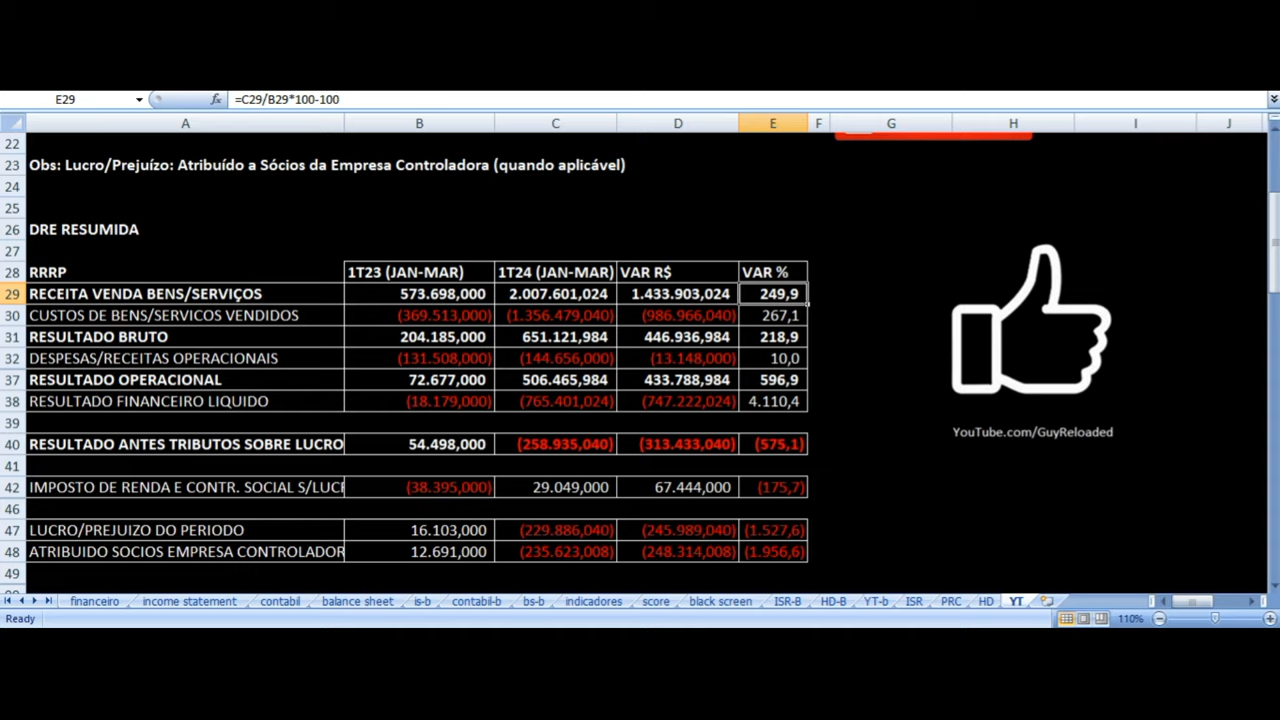 E29 fx =C29/B29*100-100
A B C D E F G H I J
22
23 Obs: Lucro/Prejuízo: Atribuído a Sócios da Empresa Controladora (quando aplicável)
24
25
26 DRE RESUMIDA
27
28 RRRP 1T23 (JAN-MAR) 1T24 (JAN-MAR) VAR R$ VAR %
29 RECEITA VENDA BENS/SERVIÇOS 573.698,000 2.007.601,024 1.433.903,024 249,9
30 CUSTOS DE BENS/SERVICOS VENDIDOS (369.513,000) (1.356.479,040) (986.966,040) 267,1
31 RESULTADO BRUTO 204.185,000 651.121,984 446.936,984 218,9
32 DESPESAS/RECEITAS OPERACIONAIS (131.508,000) (144.656,000) (13.148,000) 10,0
37 RESULTADO OPERACIONAL 72.677,000 506.465,984 433.788,984 596,9
38 RESULTADO FINANCEIRO LIQUIDO (18.179,000) (765.401,024) (747.222,024) 4.110,4
39
40 RESULTADO ANTES TRIBUTOS SOBRE LUCRO 54.498,000 (258.935,040) (313.433,040) (575,1)
41
42 IMPOSTO DE RENDA E CONTR. SOCIAL S/LUCR (38.395,000) 29.049,000 67.444,000 (175,7)
46
47 LUCRO/PREJUIZO DO PERIODO 16.103,000 (229.886,040) (245.989,040) (1.527,6)
48 ATRIBUIDO SOCIOS EMPRESA CONTROLADOR 12.691,000 (235.623,008) (248.314,008) (1.956,6)
49
YouTube.com/GuyReloaded
financeiro income statement contabil balance sheet is-b contabil-b bs-b indicadores score black screen ISR-B HD-B YT-b ISR PRC HD YT
Ready 110%